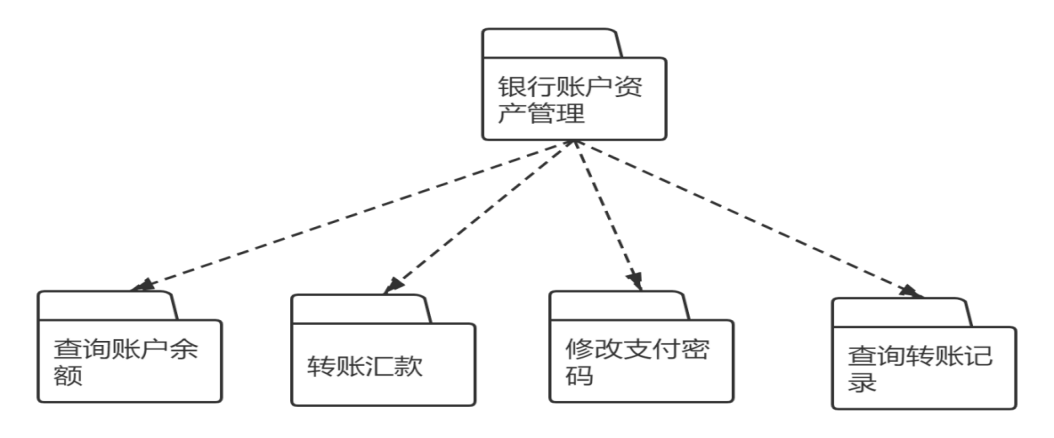 银行账户资
产管理
查询账户余
额
转账汇款
修改支付密
码
查询转账记
录